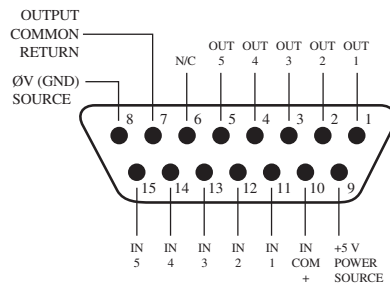 OUTPUT
COMMON
RETURN
ØV (GND)
SOURCE
N/C
OUT
5
OUT
4
OUT
3
OUT
2
OUT
1
8 7 6 5 4 3 2 1
15 14 13 12 11 10 9
IN
5
IN
4
IN
3
IN
2
IN
1
IN
COM
+
+5 V
POWER
SOURCE